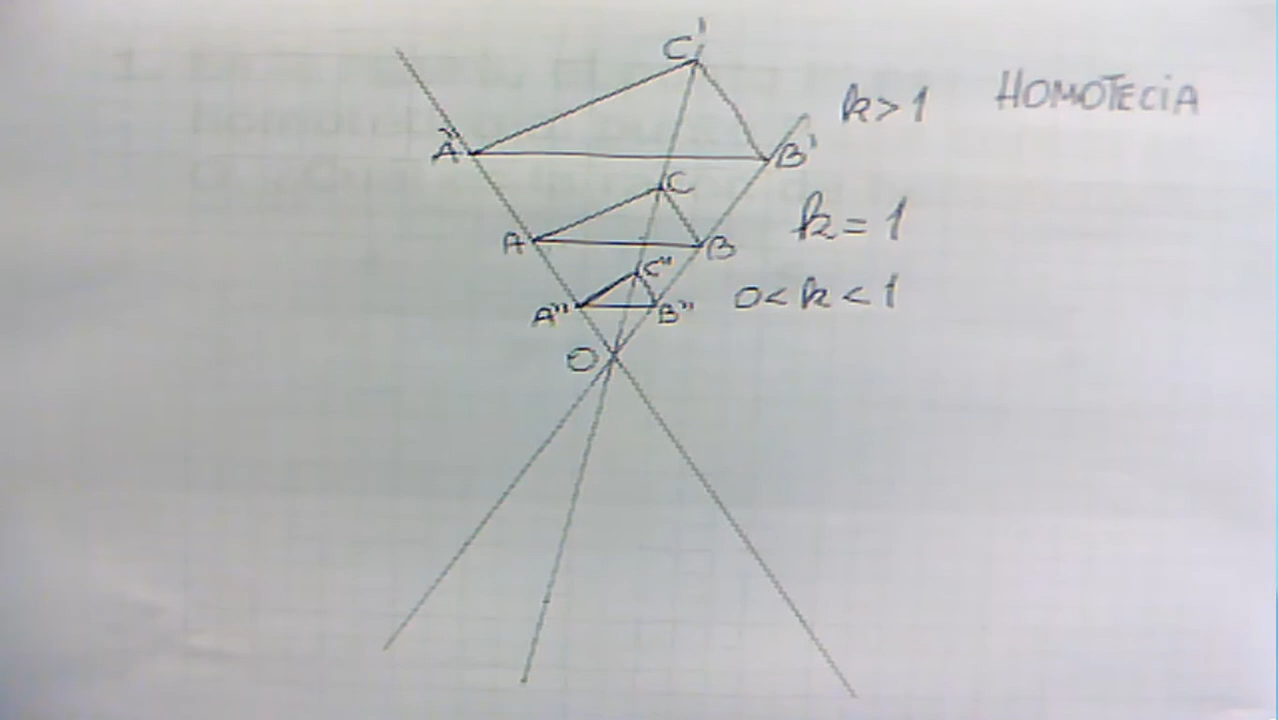 C'
k>1 HOMOTECIA
A' B'
C
A B k=1
C"
A" B" 0<k<1
O